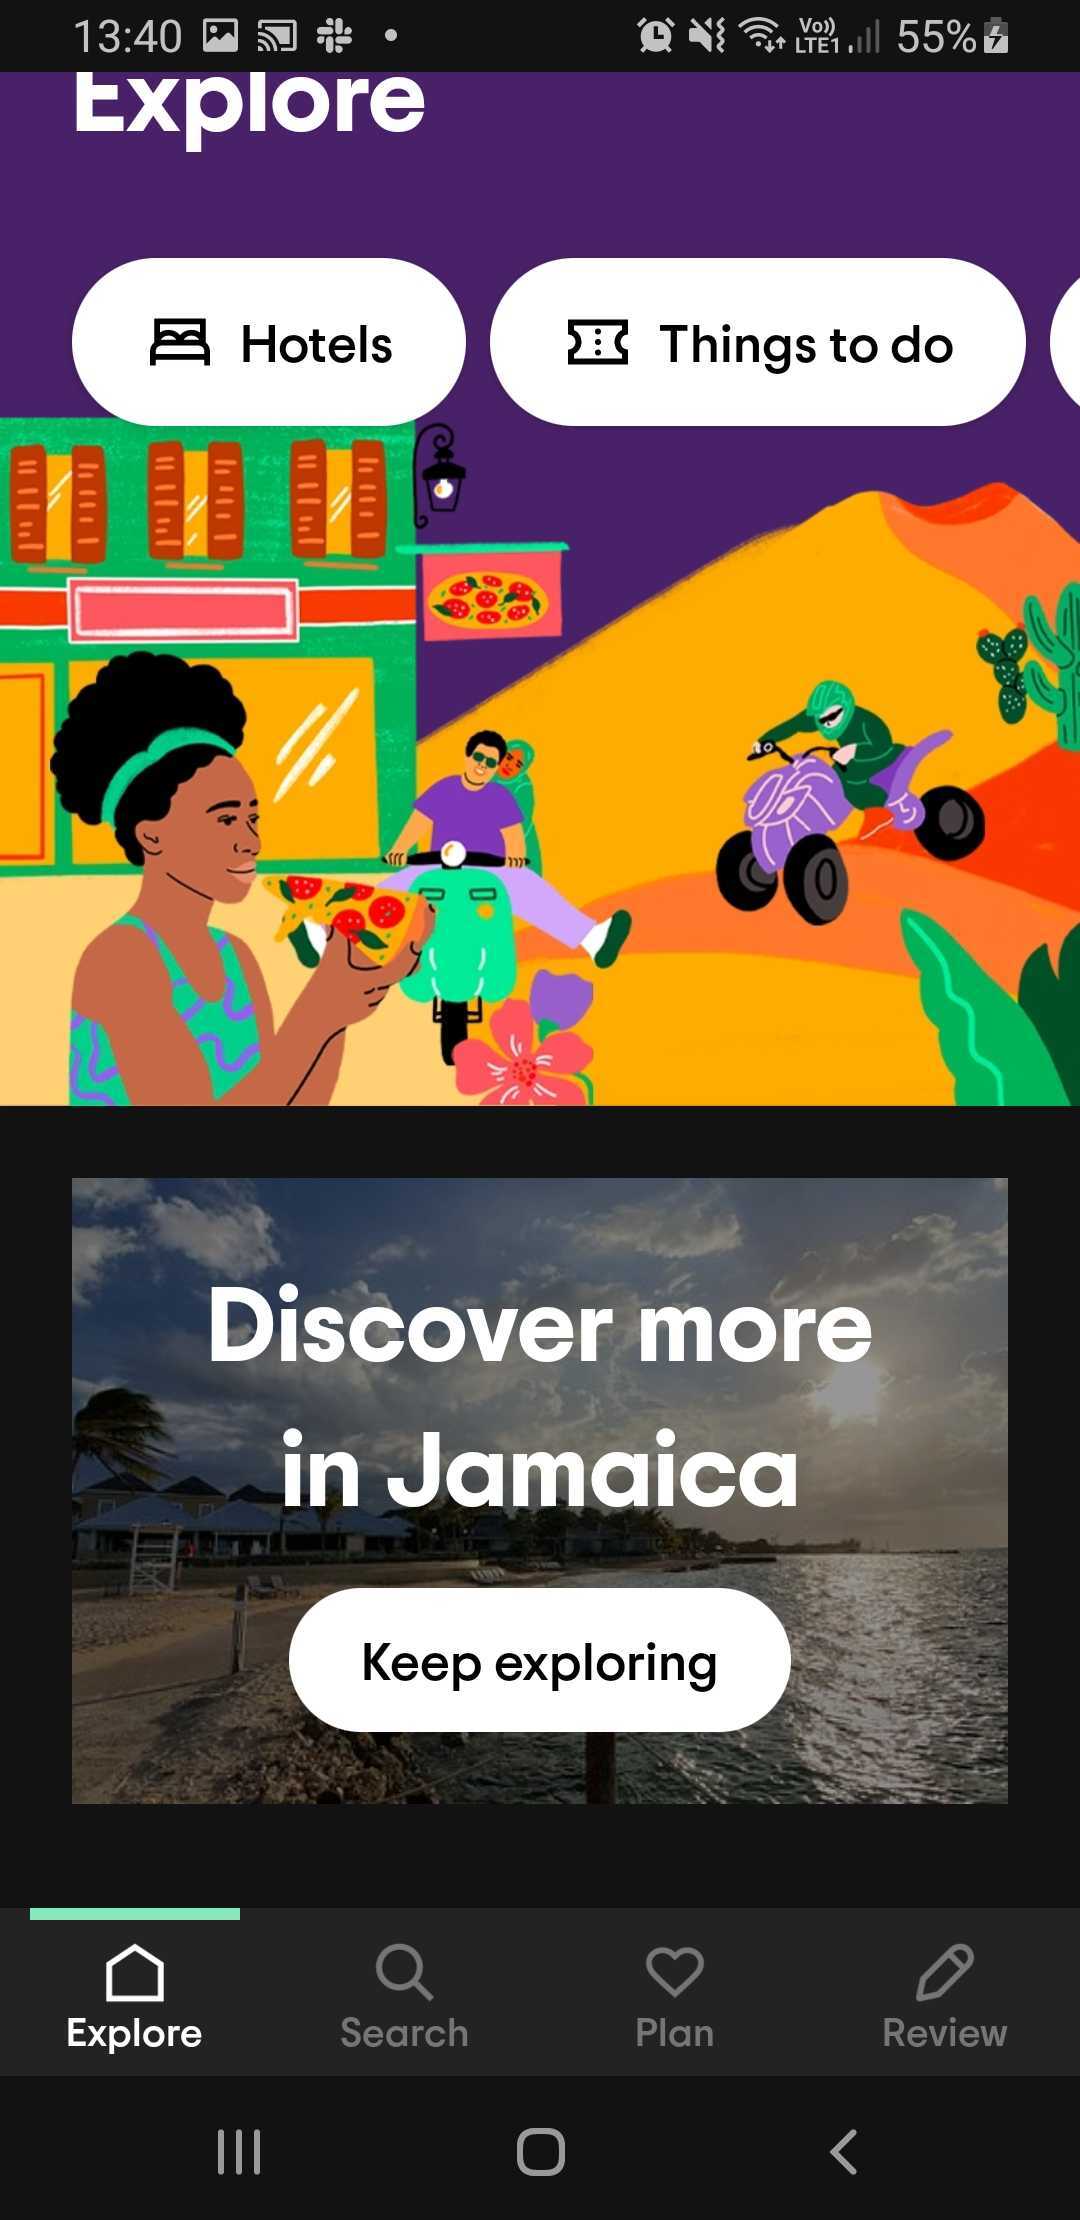 13:40
Vo))
LTE1
55%
Explore
Hotels
Things to do
Discover more
in Jamaica
Keep exploring
Explore
Search
Plan
Review